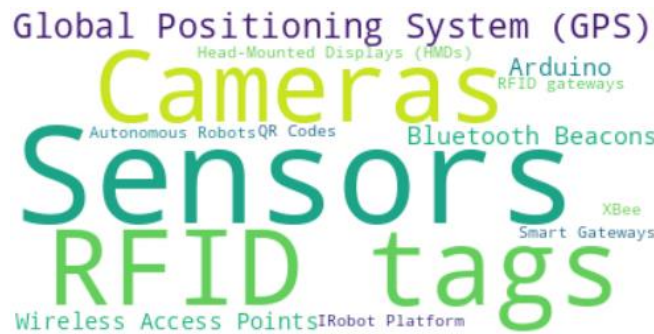 Global Positioning System (GPS)
Head-Mounted Displays (HMDs)
Cameras
Arduino
RFID gateways
Autonomous Robots
QR Codes
Bluetooth Beacons
Sensors
XBee
Smart Gateways
RFID tags
Wireless Access Points
IRobot Platform